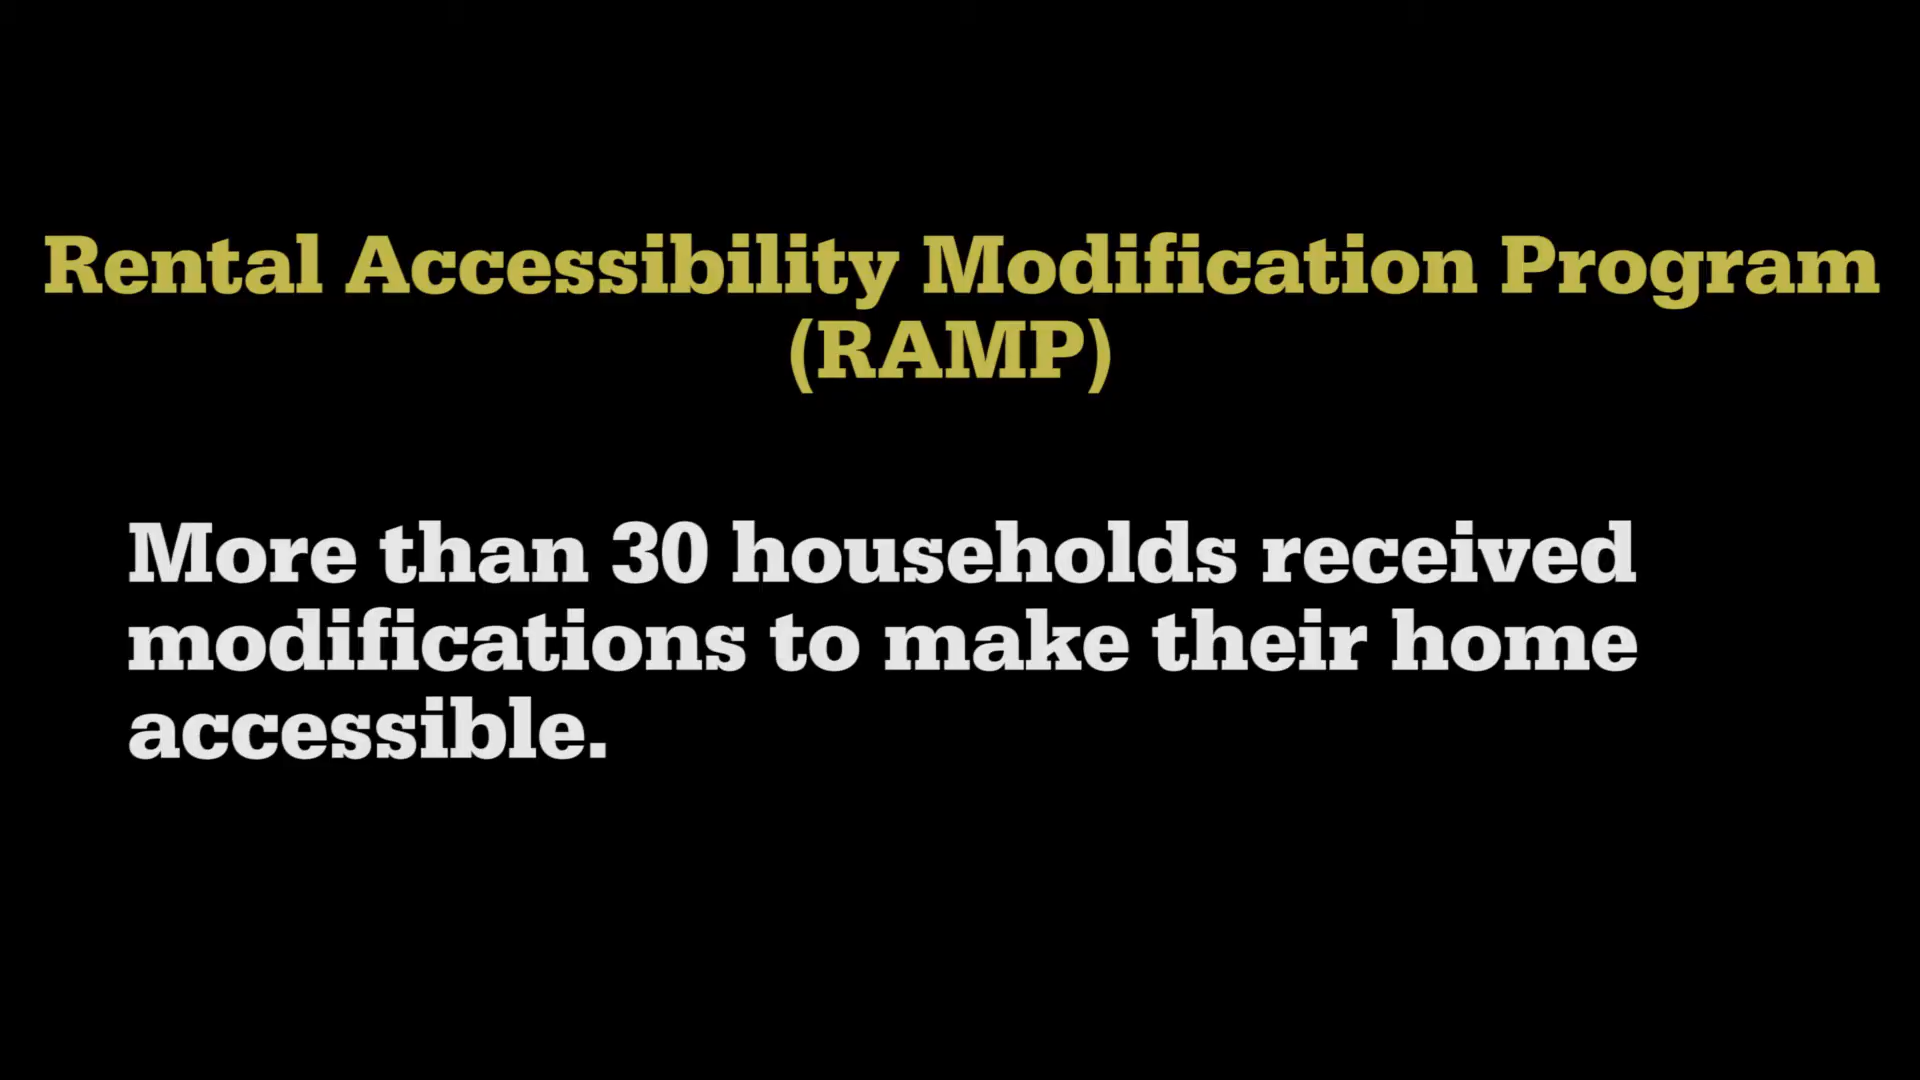 Rental Accessibility Modification Program
(RAMP)
More than 30 households received
modifications to make their home
accessible.